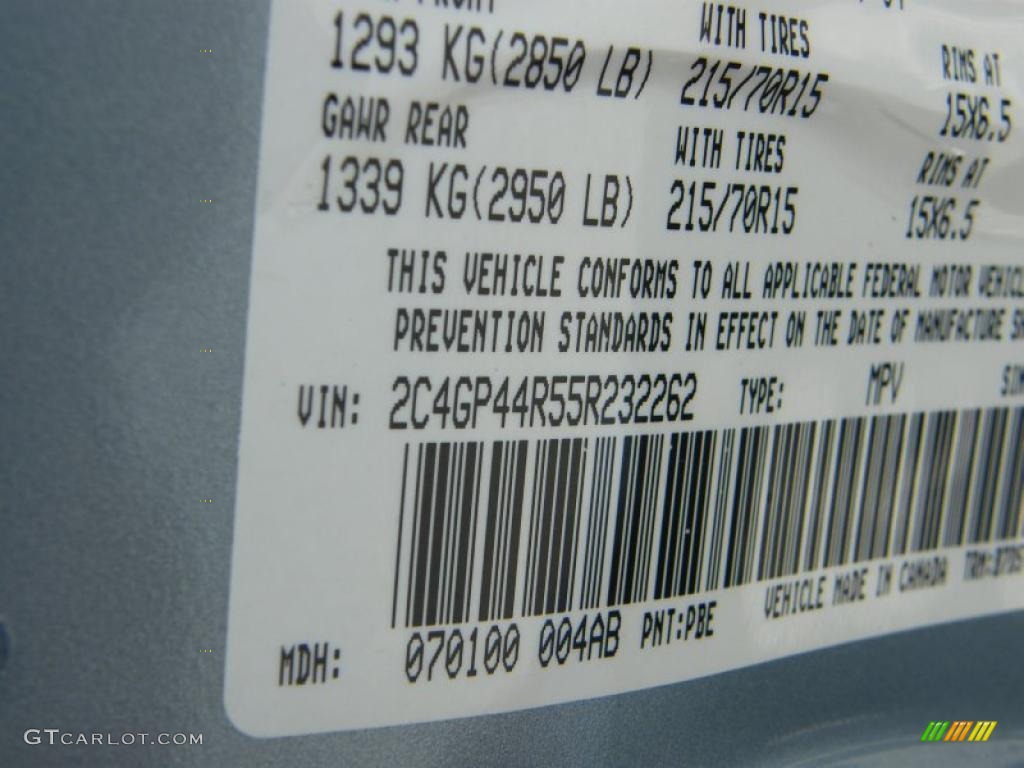 FRONT WITH TIRES RIMS AT
1293 KG(2850 LB) 215/70R15 15X6.5
GAWR REAR WITH TIRES RIMS AT
1339 KG(2950 LB) 215/70R15 15X6.5
THIS VEHICLE CONFORMS TO ALL APPLICABLE FEDERAL MOTOR VEHICLE
PREVENTION STANDARDS IN EFFECT ON THE DATE OF MANUFACTURE
VIN: 2C4GP44R55R232262 TYPE: MPV
VEHICLE MADE IN CANADA
MDH: 070100 004AB PNT:PBE
GTCARLOT.COM